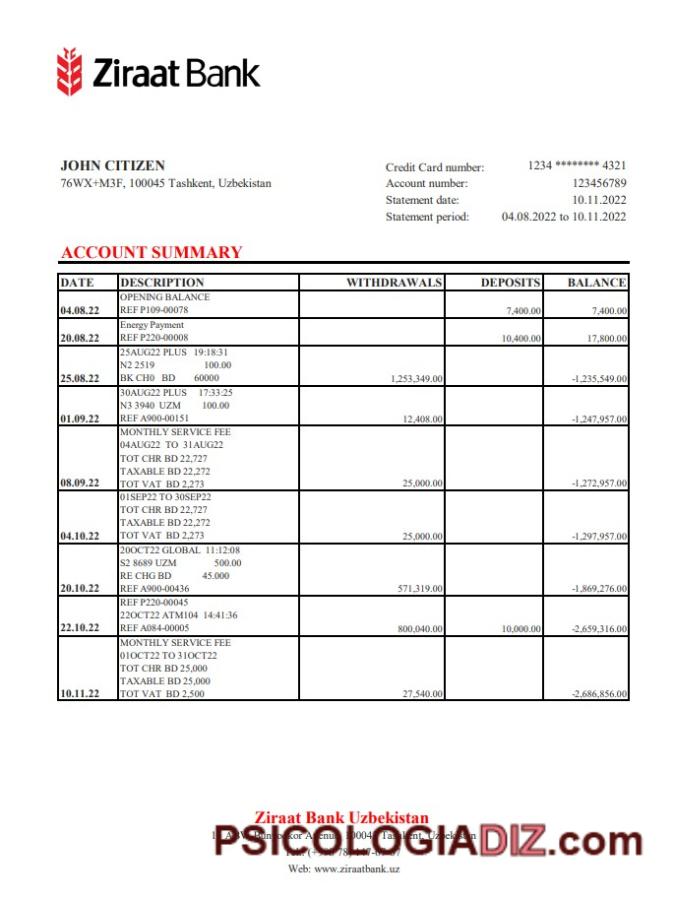 Ziraat Bank
JOHN CITIZEN
76WX+M3F, 100045 Tashkent, Uzbekistan
Credit Card number: 1234 ******** 4321
Account number: 123456789
Statement date: 10.11.2022
Statement period: 04.08.2022 to 10.11.2022
ACCOUNT SUMMARY
DATE DESCRIPTION WITHDRAWALS DEPOSITS BALANCE
OPENING BALANCE
04.08.22 REF P109-00078 7,400.00 7,400.00
Energy Payment
20.08.22 REF P220-00008 10,400.00 17,800.00
25AUG22 PLUS 19:18:31
N2 2519 100.00
25.08.22 BK CH0 BD 60000 1,253,349.00 -1,235,549.00
30AUG22 PLUS 17:33:25
N3 3940 UZM 100.00
01.09.22 REF A900-00151 12,408.00 -1,247,957.00
MONTHLY SERVICE FEE
04AUG22 TO 31AUG22
TOT CHR BD 22,727
TAXABLE BD 22,272
08.09.22 TOT VAT BD 2,273 25,000.00 -1,272,957.00
01SEP22 TO 30SEP22
TOT CHR BD 22,727
TAXABLE BD 22,272
04.10.22 TOT VAT BD 2,273 25,000.00 -1,297,957.00
20OCT22 GLOBAL 11:12:08
S2 8689 UZM 500.00
RE CHG BD 45.000
20.10.22 REF A900-00436 571,319.00 -1,869,276.00
REF P220-00045
22OCT22 ATM104 14:41:36
22.10.22 REF A084-00005 800,040.00 10,000.00 -2,659,316.00
MONTHLY SERVICE FEE
01OCT22 TO 31OCT22
TOT CHR BD 25,000
TAXABLE BD 25,000
10.11.22 TOT VAT BD 2,500 27,540.00 -2,686,856.00
Ziraat Bank Uzbekistan
PSICOLOGIADIZ.com
Web: www.ziraatbank.uz